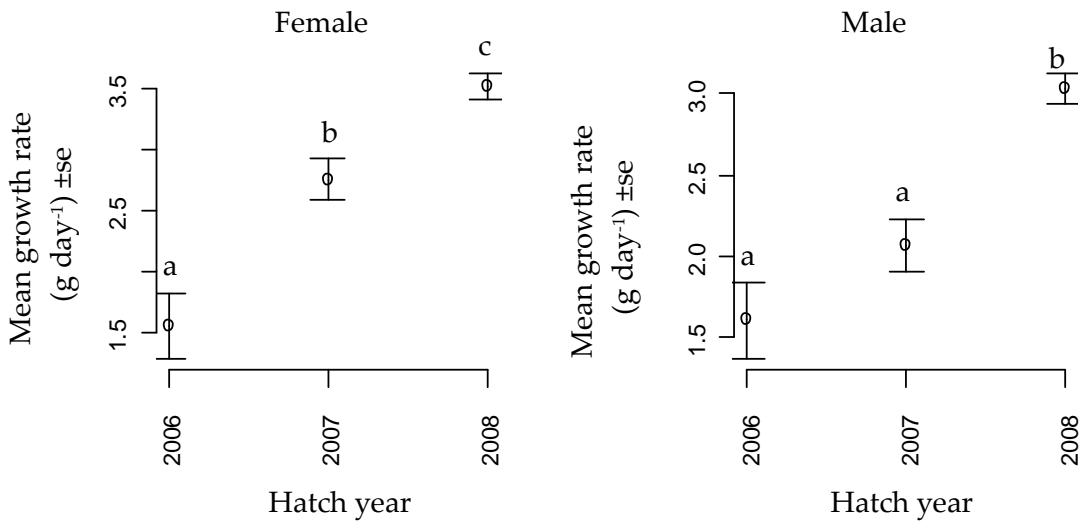 Female
Mean growth rate
(g day-1) ±se
3.5
2.5
1.5
a
b
c
2006
2007
2008
Hatch year
Male
Mean growth rate
(g day-1) ±se
3.0
2.5
2.0
1.5
a
a
b
2006
2007
2008
Hatch year